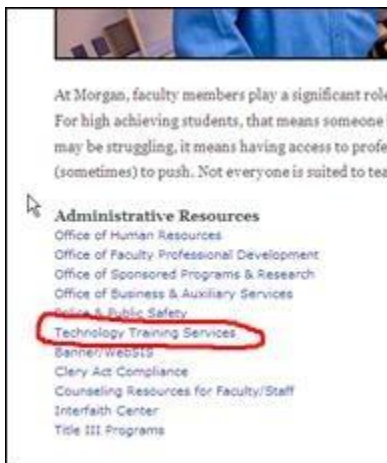 At Morgan, faculty members play a significant role
For high achieving students, that means someone
may be struggling, it means having access to profe
(sometimes) to push. Not everyone is suited to tea
Administrative Resources
Office of Human Resources
Office of Faculty Professional Development
Office of Sponsored Programs & Research
Office of Business & Auxiliary Services
Police & Public Safety
Technology Training Services
Banner/WebSIS
Clery Act Compliance
Counseling Resources for Faculty/Staff
Interfaith Center
Title III Programs